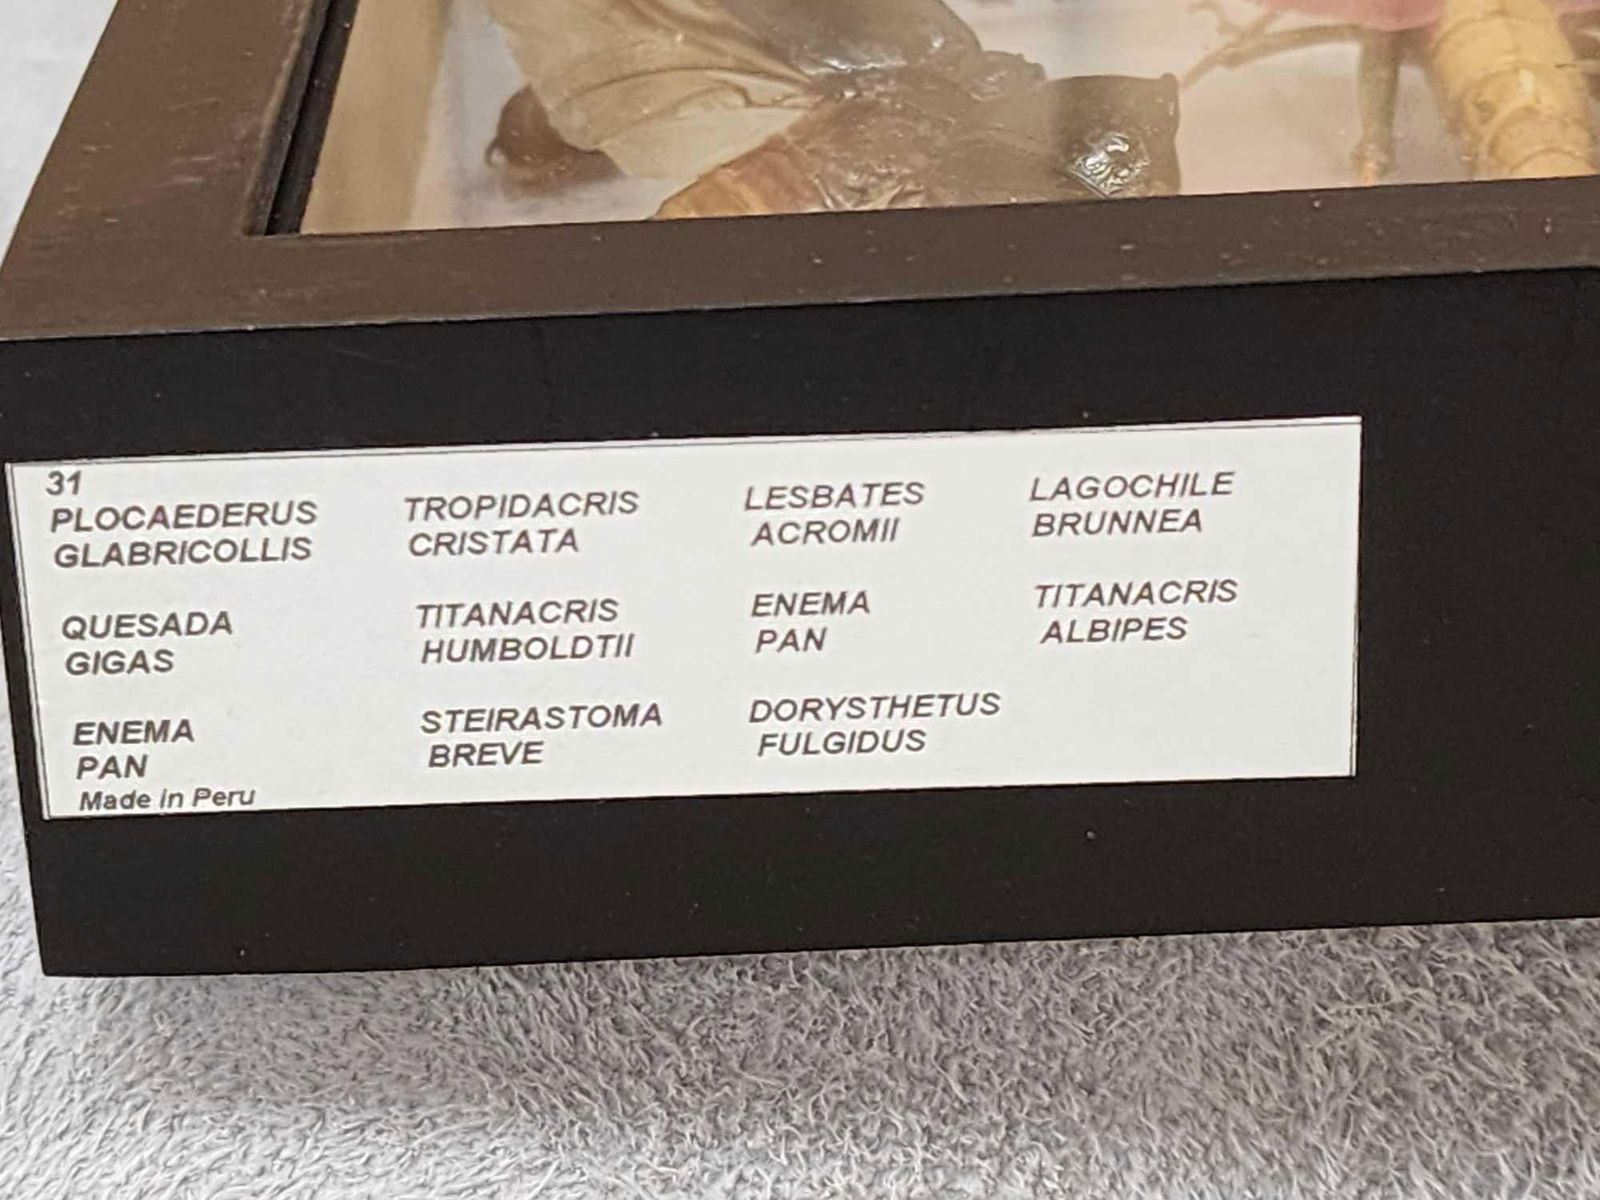 31
PLOCAEDERUS
GLABRICOLLIS
TROPIDACRIS
CRISTATA
LESBATES
ACROMII
LAGOCHILE
BRUNNEA
QUESADA
GIGAS
TITANACRIS
HUMBOLDTII
ENEMA
PAN
TITANACRIS
ALBIPES
ENEMA
PAN
STEIRASTOMA
BREVE
DORYSTHETUS
FULGIDUS
Made in Peru